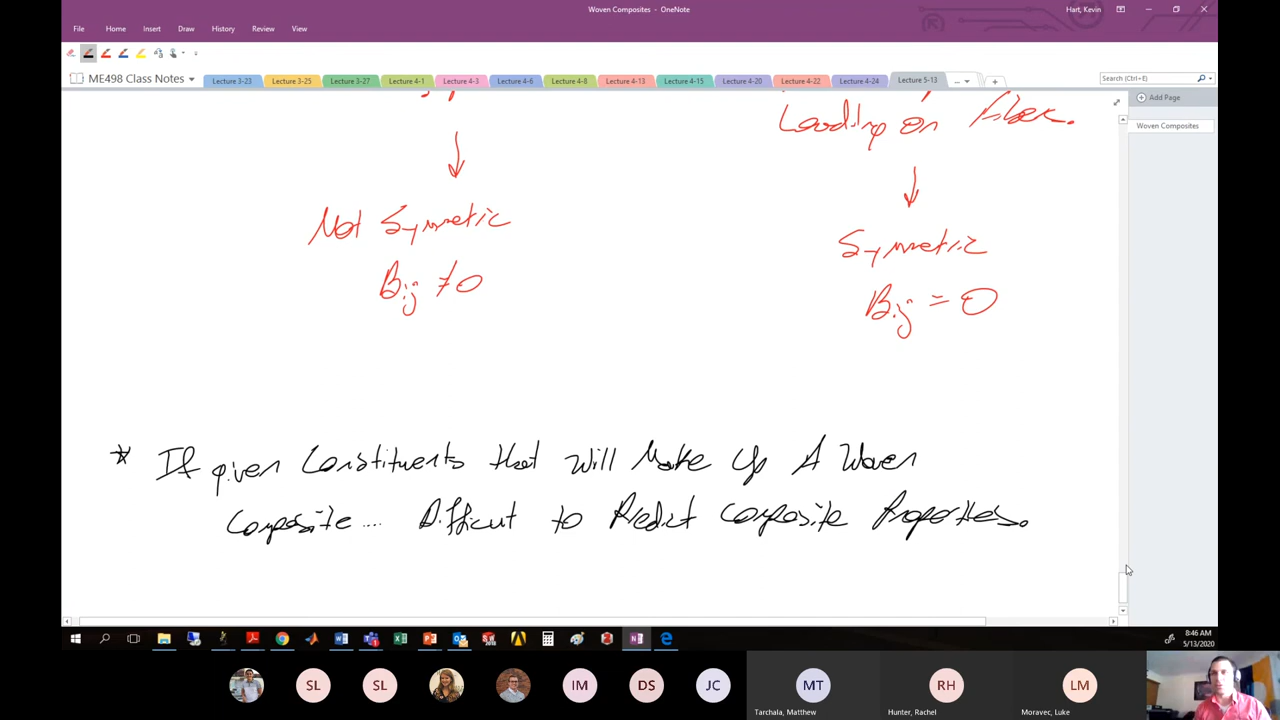 Woven Composites - OneNote
Hart, Kevin
File Home Insert Draw History Review View
ME498 Class Notes
Lecture 3-23 Lecture 3-25 Lecture 3-27 Lecture 4-1 Lecture 4-3 Lecture 4-6 Lecture 4-8 Lecture 4-13 Lecture 4-15 Lecture 4-20 Lecture 4-22 Lecture 4-24 Lecture 5-13 ...
Search (Ctrl+E)
Add Page
Woven Composites
Loading on Fiber.
Not Symmetric
Bij ≠ 0
Symmetric
Bij = 0
* If given Constituents that Will Make Up A Woven
Composite ... Difficult to Predict Composite Properties.
8:46 AM
5/13/2020
SL SL IM DS JC MT RH LM
Tarchala, Matthew Hunter, Rachel Moravec, Luke